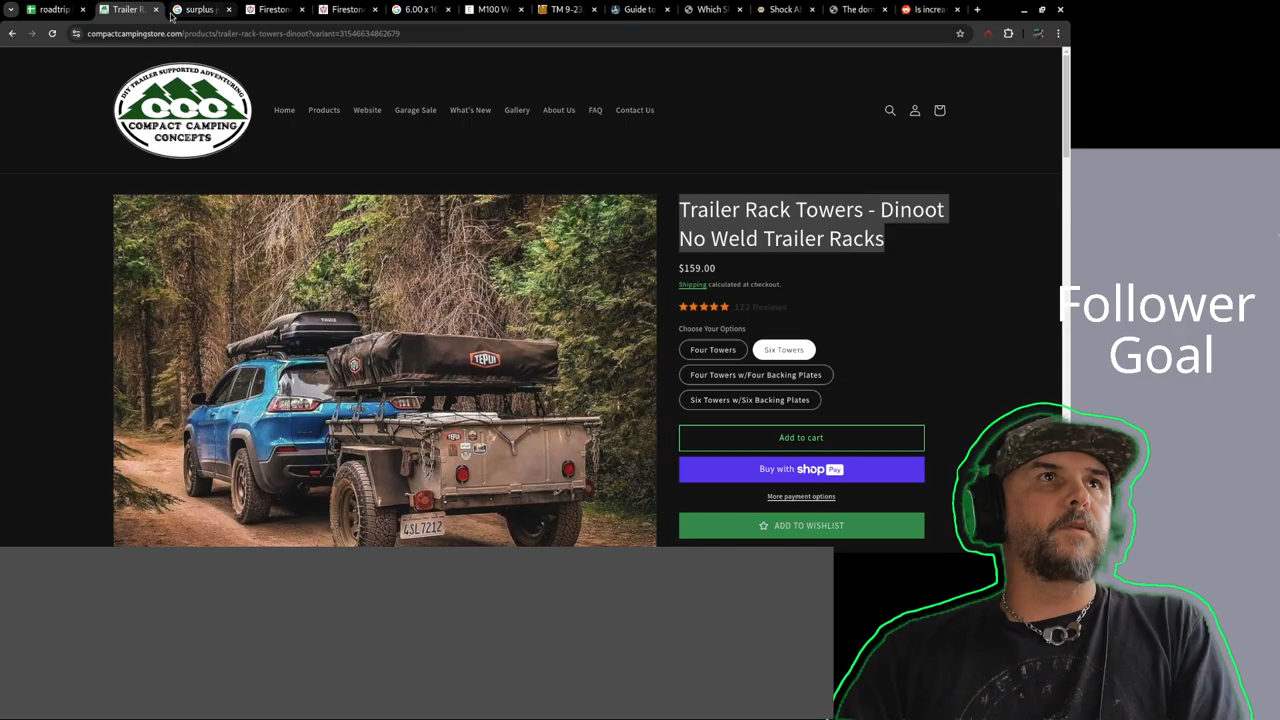 roadtrip
Trailer R
surplus j
Firestone
Firestone
6.00 x 16
M100 W
TM 9-23
Guide to
Which S
Shock A
The dom
Is increa
compactcampingstore.com/products/trailer-rack-towers-dinoot?variant=31546634862679
DIY TRAILER SUPPORTED ADVENTURING
CCC
COMPACT CAMPING
CONCEPTS
Home Products Website Garage Sale What's New Gallery About Us FAQ Contact Us
Trailer Rack Towers - Dinoot
No Weld Trailer Racks
$159.00
Shipping calculated at checkout.
172 Reviews
Choose Your Options
Four Towers
Six Towers
Four Towers w/Four Backing Plates
Six Towers w/Six Backing Plates
Add to cart
Buy with shop Pay
More payment options
ADD TO WISHLIST
THULE
TEPUI
TEPUI
4SL7212
Follower
Goal